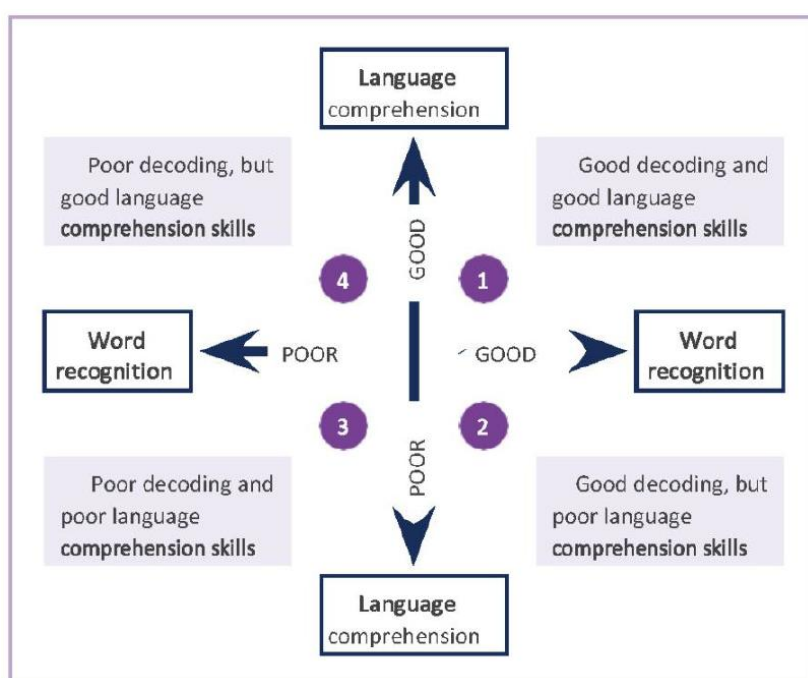 Language
comprehension
Poor decoding, but
good language
comprehension skills
Good decoding and
good language
comprehension skills
GOOD
4
1
Word
recognition
POOR
GOOD
Word
recognition
3
2
POOR
Poor decoding and
poor language
comprehension skills
Good decoding, but
poor language
comprehension skills
Language
comprehension